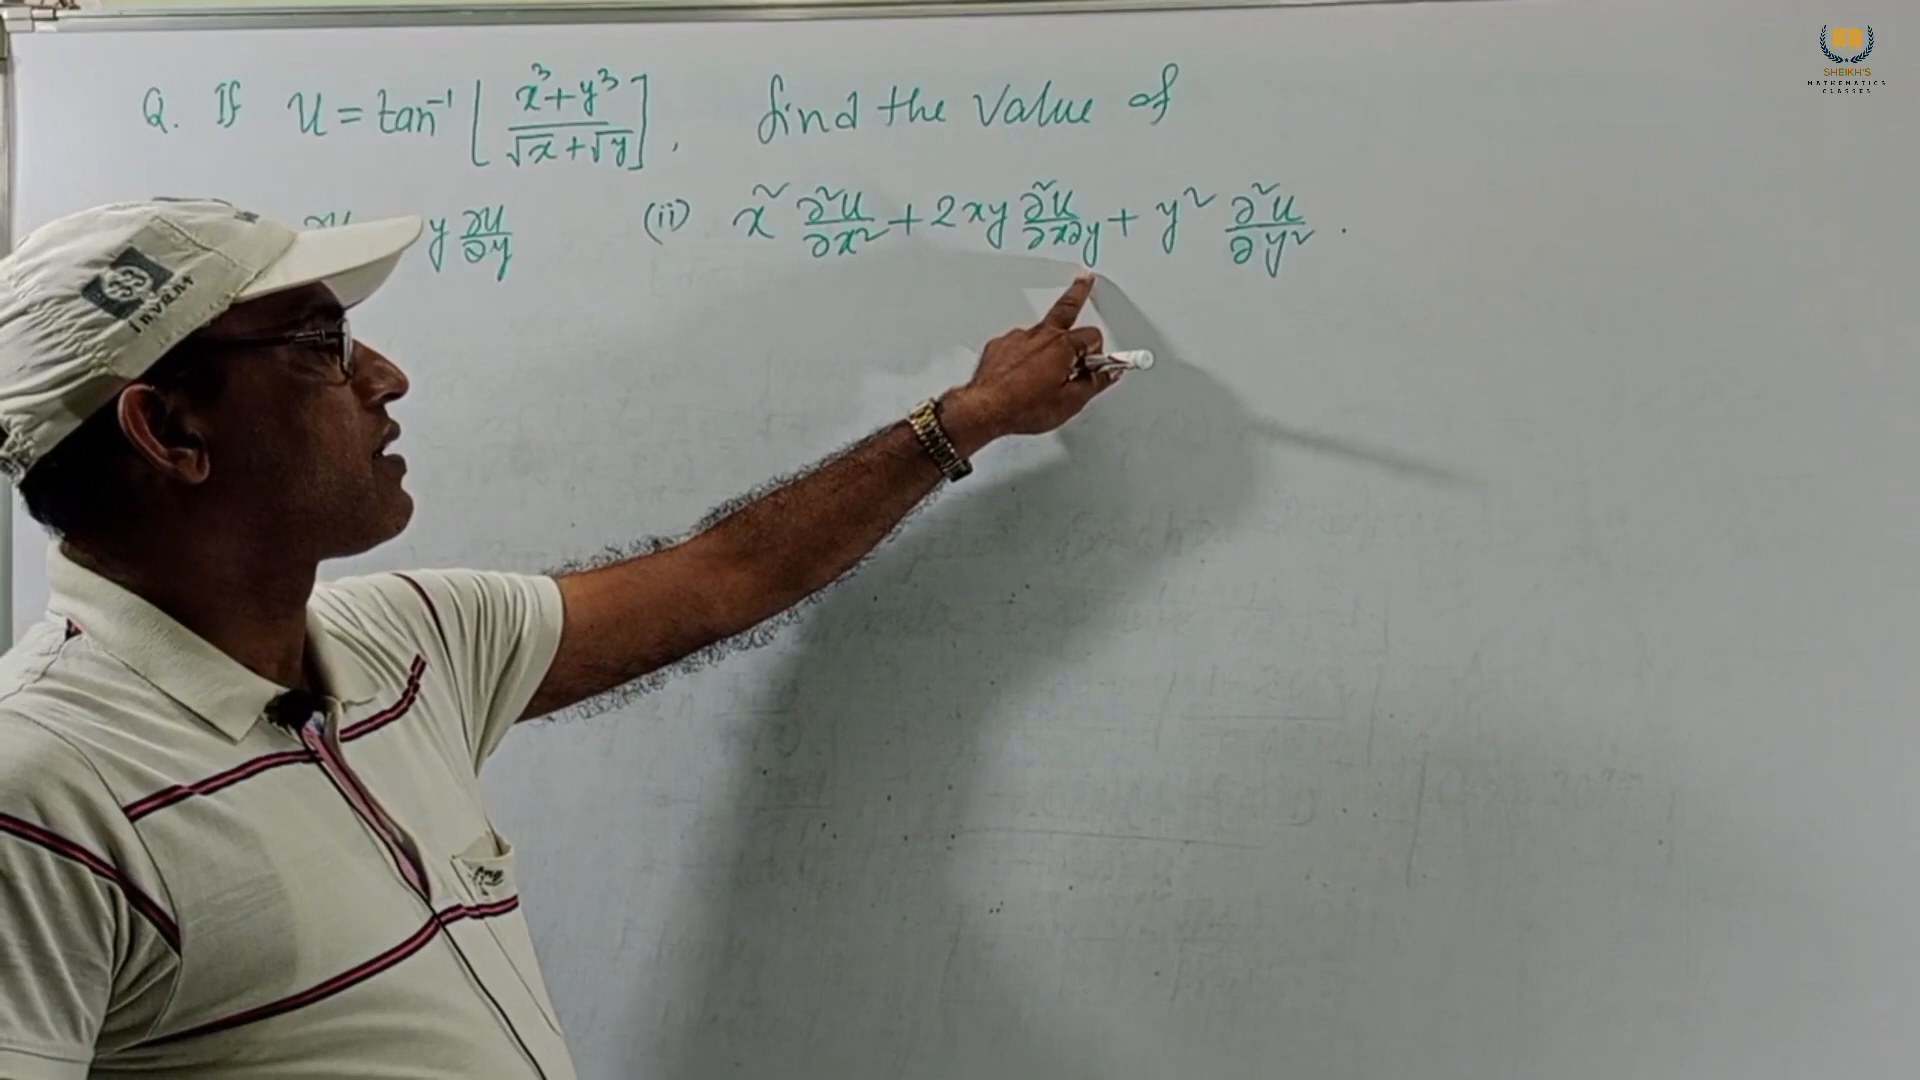 Q. If u = tan⁻¹ [ (x³+y³)/(√x+√y) ], find the value of
∂u y ∂u/∂y (ii) x² ∂²u/∂x² + 2xy ∂²u/∂x∂y + y² ∂²u/∂y² .
invent
SHEIKH'S
MATHEMATICS
CLASSES